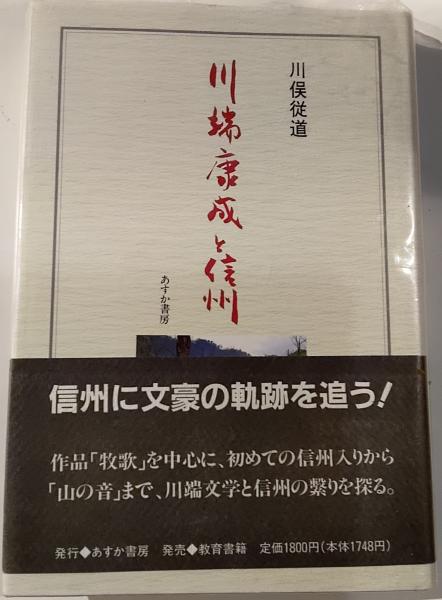 川俣従道
川端康成と信州
あすか書房
信州に文豪の軌跡を追う!
作品「牧歌」を中心に、初めての信州入りから
「山の音」まで、川端文学と信州の繋りを探る。
発行◆あすか書房 発売◆教育書籍 定価1800円(本体1748円)